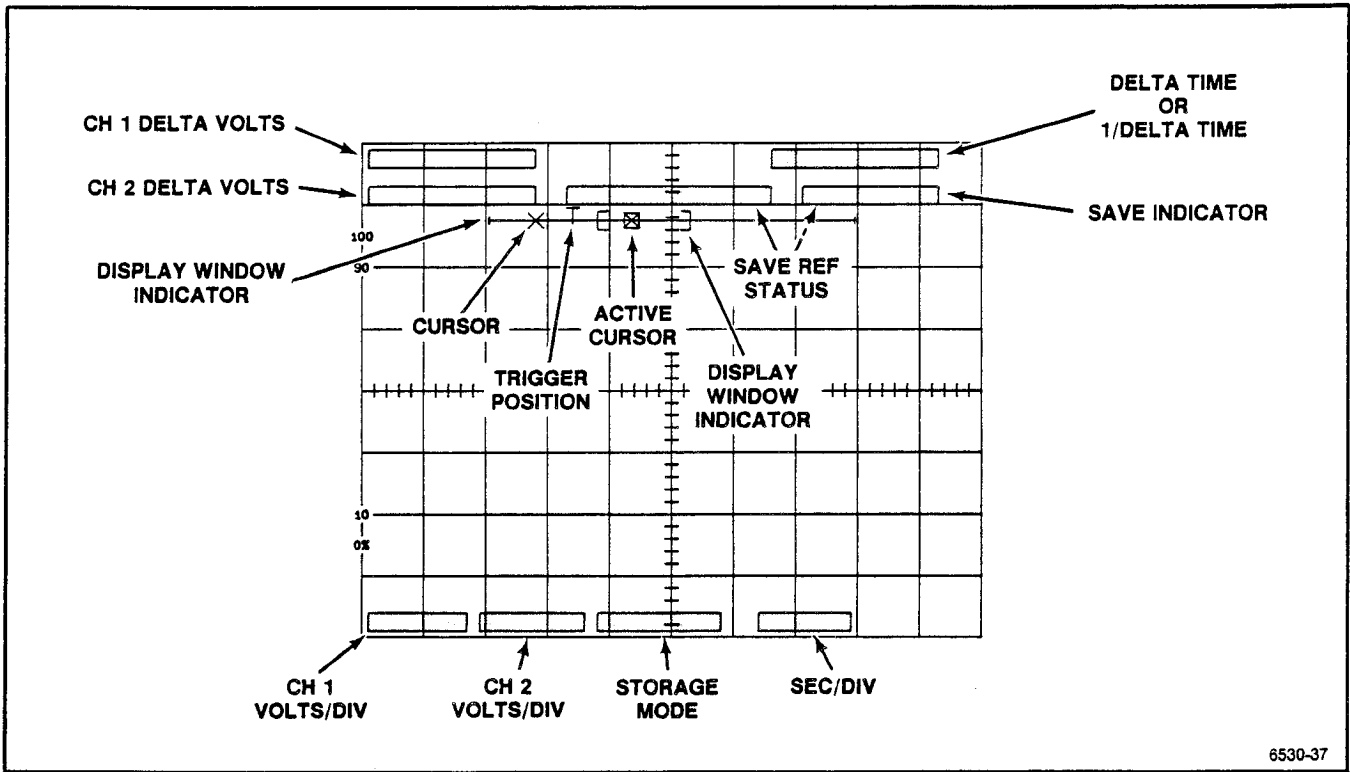 DELTA TIME
OR
1/DELTA TIME
CH 1 DELTA VOLTS
CH 2 DELTA VOLTS
SAVE INDICATOR
100
90
DISPLAY WINDOW
INDICATOR
SAVE REF
STATUS
CURSOR
ACTIVE
CURSOR
TRIGGER
POSITION
DISPLAY
WINDOW
INDICATOR
10
0%
CH 1
VOLTS/DIV
CH 2
VOLTS/DIV
STORAGE
MODE
SEC/DIV
6530-37